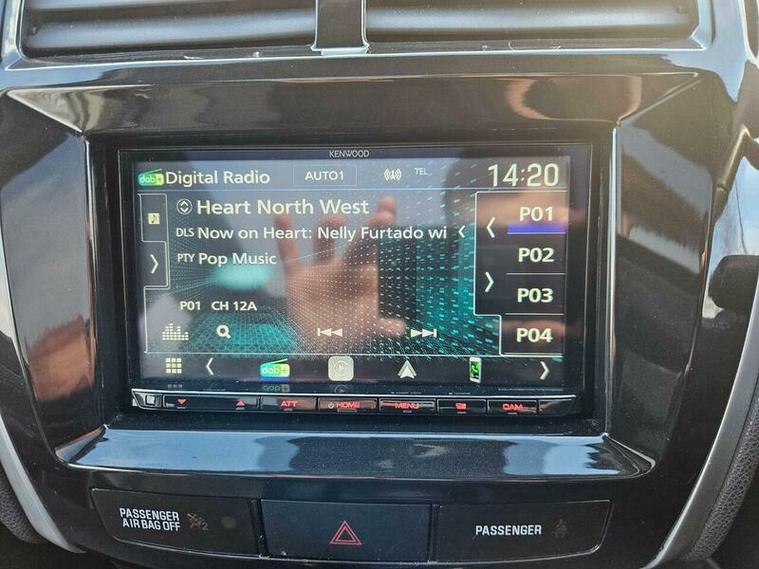 KENWOOD
dab+ Digital Radio AUTO1 TEL 14:20
Heart North West
DLS Now on Heart: Nelly Furtado wi
PTY Pop Music
P01 CH 12A
P01
P02
P03
P04
dab+
ATT HOME MENU CAM
PASSENGER
AIR BAG OFF
2
PASSENGER